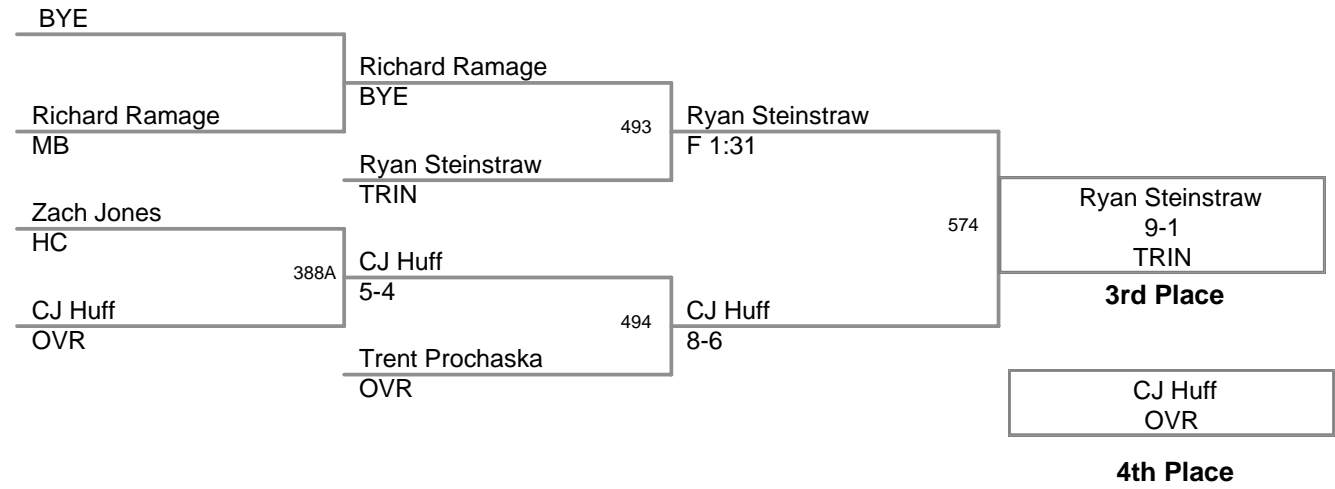 BYE
Richard Ramage
BYE
Richard Ramage
MB
493
Ryan Steinstraw
F 1:31
Ryan Steinstraw
TRIN
Zach Jones
HC
574
Ryan Steinstraw
9-1
TRIN
3rd Place
388A
CJ Huff
5-4
CJ Huff
OVR
494
CJ Huff
8-6
Trent Prochaska
OVR
CJ Huff
OVR
4th Place